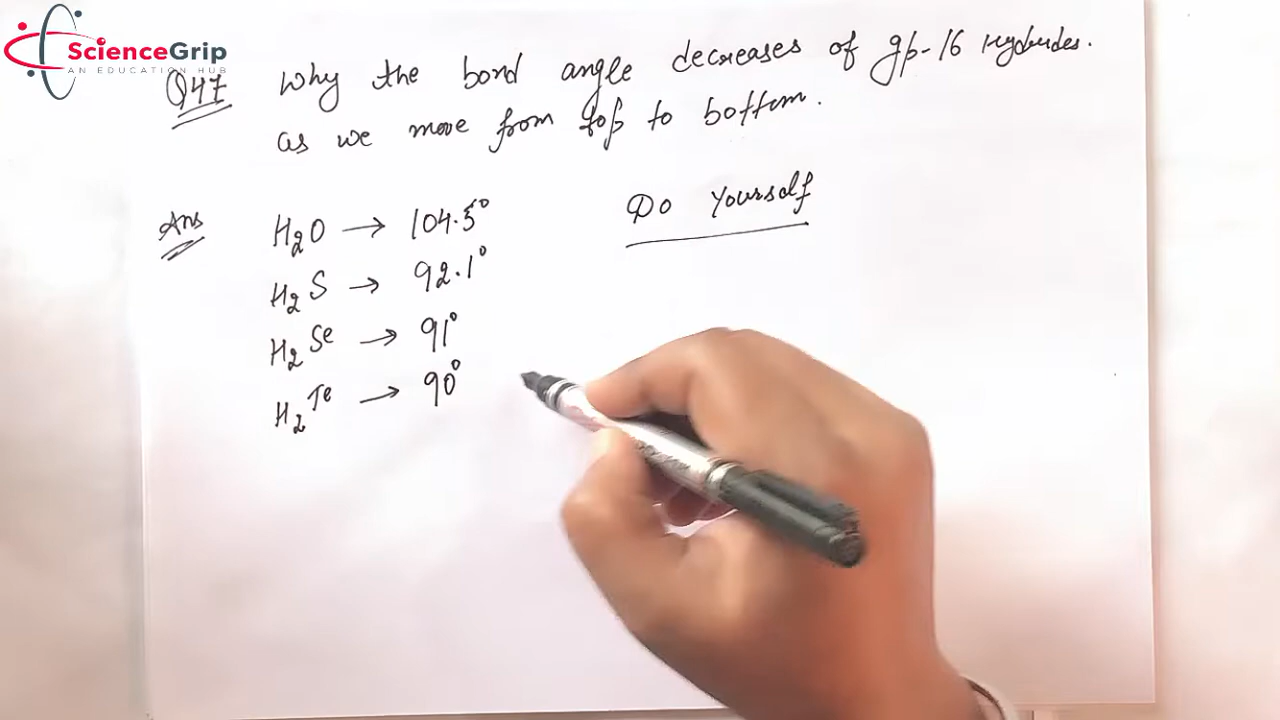 ScienceGrip
AN EDUCATION HUB
Q47 Why the bond angle decreases of gp-16 Hydrides.
as we move from top to bottom.
Ans
Do Yourself
H₂O → 104.5°
H₂S → 92.1°
H₂Se → 91°
H₂Te → 90°